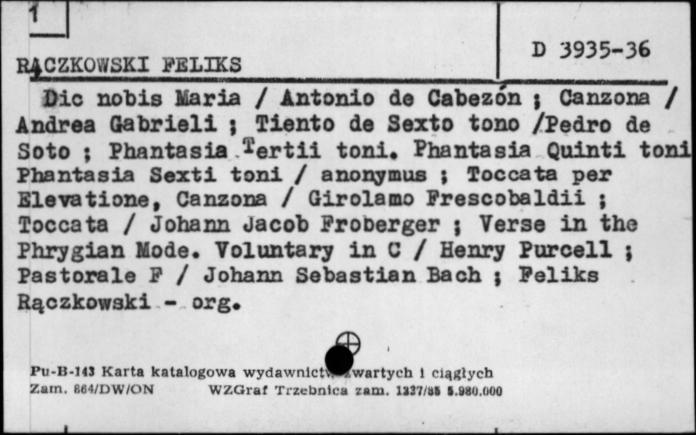 1
D 3935-36
RĄCZKOWSKI FELIKS
Dic nobis Maria / Antonio de Cabezón ; Canzona /
Andrea Gabrieli ; Tiento de Sexto tono /Pedro de
Soto ; Phantasia Tertii toni. Phantasia Quinti toni
Phantasia Sexti toni / anonymus ; Toccata per
Elevatione, Canzona / Girolamo Frescobaldii ;
Toccata / Johann Jacob Froberger ; Verse in the
Phrygian Mode. Voluntary in C / Henry Purcell ;
Pastorale F / Johann Sebastian Bach ; Feliks
Rączkowski - org.
Pu-B-143 Karta katalogowa wydawnictw zwartych i ciągłych
Zam. 864/DW/ON WZGraf Trzebnica zam. 1337/85 5.980.000